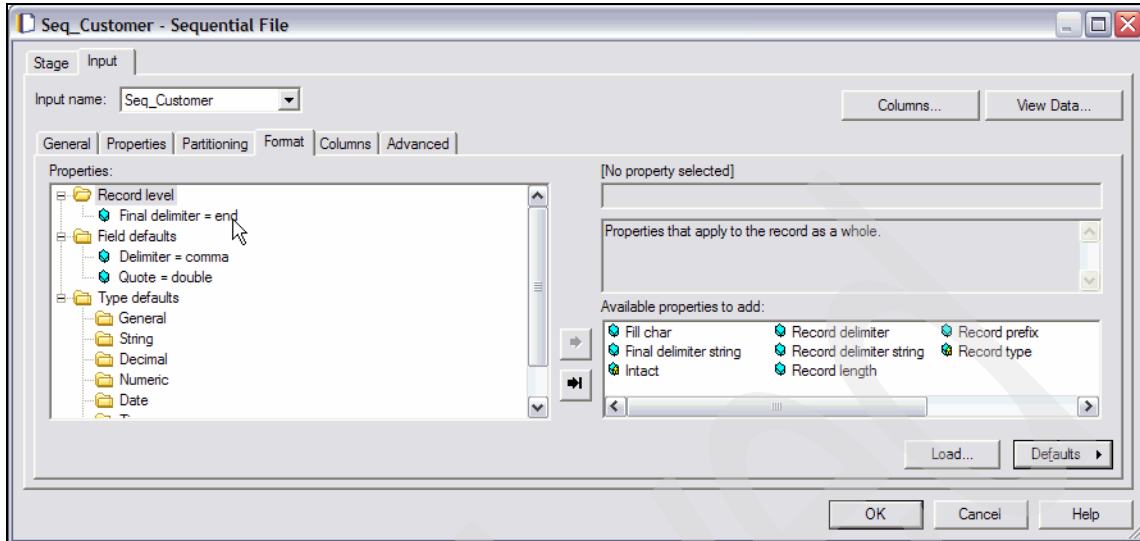 Seq_Customer - Sequential File
Stage Input
Input name: Seq_Customer
Columns... View Data...
General Properties Partitioning Format Columns Advanced
Properties:
Record level
Final delimiter = end
Field defaults
Delimiter = comma
Quote = double
Type defaults
General
String
Decimal
Numeric
Date
[No property selected]
Properties that apply to the record as a whole.
Available properties to add:
Fill char Record delimiter Record prefix
Final delimiter string Record delimiter string Record type
Intact Record length
Load... Defaults
OK Cancel Help